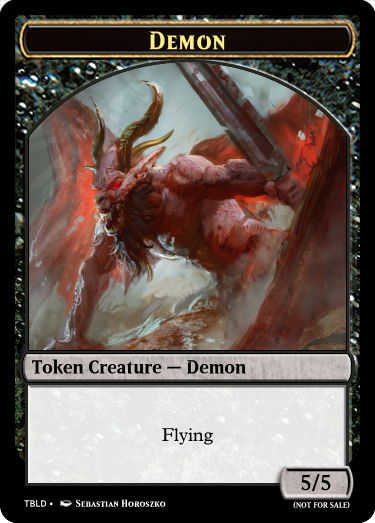 DEMON
Token Creature — Demon
Flying
5/5
TBLD • SEBASTIAN HOROSZKO
(NOT FOR SALE)